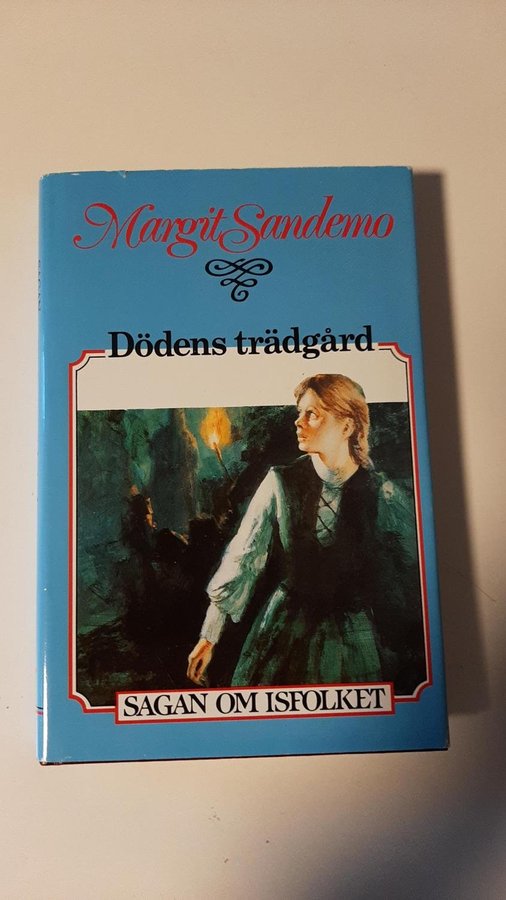 Margit Sandemo
Dödens trädgård
SAGAN OM ISFOLKET